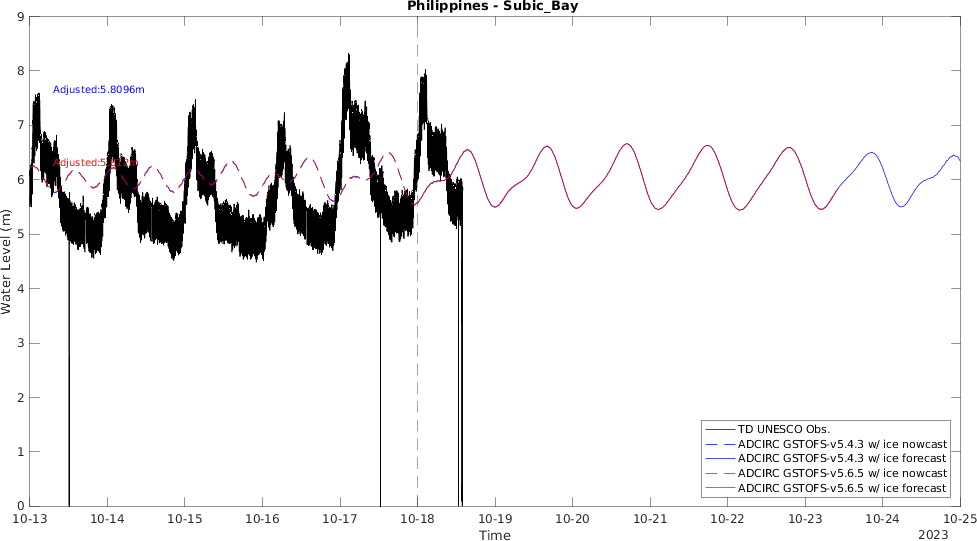 Philippines - Subic_Bay
9
8
7
6
5
4
3
2
1
0
Water Level (m)
Adjusted:5.8096m
TD UNESCO Obs.
ADCIRC GSTOFS-v5.4.3 w/ ice nowcast
ADCIRC GSTOFS-v5.4.3 w/ ice forecast
ADCIRC GSTOFS-v5.6.5 w/ ice nowcast
ADCIRC GSTOFS-v5.6.5 w/ ice forecast
10-13 10-14 10-15 10-16 10-17 10-18 10-19 10-20 10-21 10-22 10-23 10-24 10-25
Time
2023